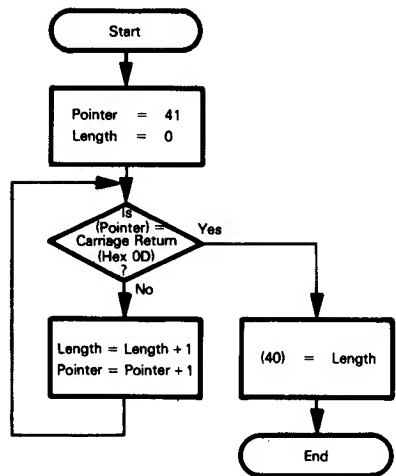 Start
Pointer = 41
Length = 0
Is
(Pointer) =
Carriage Return
(Hex 0D)
?
Yes
No
Length = Length + 1
Pointer = Pointer + 1
(40) = Length
End